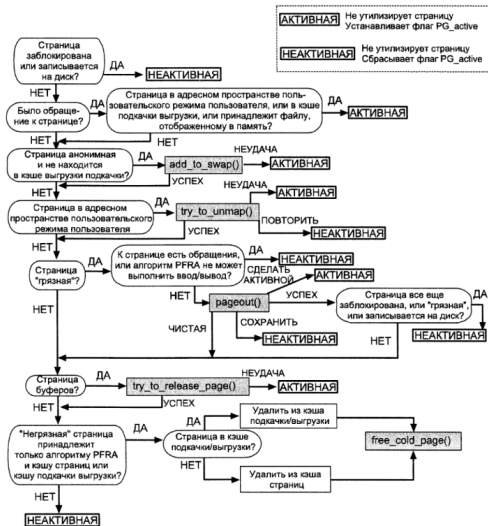 АКТИВНАЯ
Не утилизирует страницу
Устанавливает флаг PG_active
НЕАКТИВНАЯ
Не утилизирует страницу
Сбрасывает флаг PG_active
Страница
заблокирована
или записывается
на диск?
ДА
НЕАКТИВНАЯ
НЕТ
Было обраще-
ние к странице?
ДА
Страница в адресном пространстве поль-
зовательского режима пользователя, или в кэше
подкачки выгрузки, или принадлежит файлу,
отображенному в память?
ДА
АКТИВНАЯ
НЕТ
НЕТ
Страница анонимная
и не находится
в кэше выгрузки подкачки?
ДА
add_to_swap()
НЕУДАЧА
АКТИВНАЯ
НЕТ
УСПЕХ
Страница в адресном
пространстве пользовательского
режима пользователя
ДА
try_to_unmap()
НЕУДАЧА
АКТИВНАЯ
ПОВТОРИТЬ
НЕАКТИВНАЯ
НЕТ
УСПЕХ
Страница
"грязная"?
ДА
К странице есть обращения,
или алгоритм PFRA не может
выполнить ввод/вывод?
ДА
НЕАКТИВНАЯ
СДЕЛАТЬ
АКТИВНОЙ
АКТИВНАЯ
НЕТ
pageout()
УСПЕХ
Страница все еще
заблокирована, или "грязная",
или записывается на диск?
ДА
НЕАКТИВНАЯ
НЕТ
ЧИСТАЯ
СОХРАНИТЬ
НЕАКТИВНАЯ
НЕТ
Страница
буферов?
ДА
try_to_release_page()
НЕУДАЧА
АКТИВНАЯ
НЕТ
УСПЕХ
"Негрязная" страница
принадлежит
только алгоритму PFRA
и кэшу страниц или
кэшу подкачки выгрузки?
ДА
Страница в кэше
подкачки/выгрузки?
ДА
Удалить из кэша
подкачки/выгрузки
free_cold_page()
НЕТ
Удалить из кэша
страниц
НЕТ
НЕАКТИВНАЯ